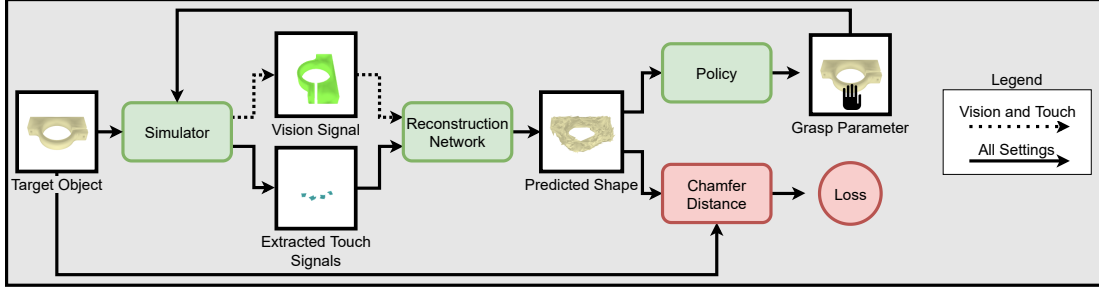 Target Object
Simulator
Vision Signal
Extracted Touch
Signals
Reconstruction
Network
Predicted Shape
Policy
Grasp Parameter
Chamfer
Distance
Loss
Legend
Vision and Touch
All Settings